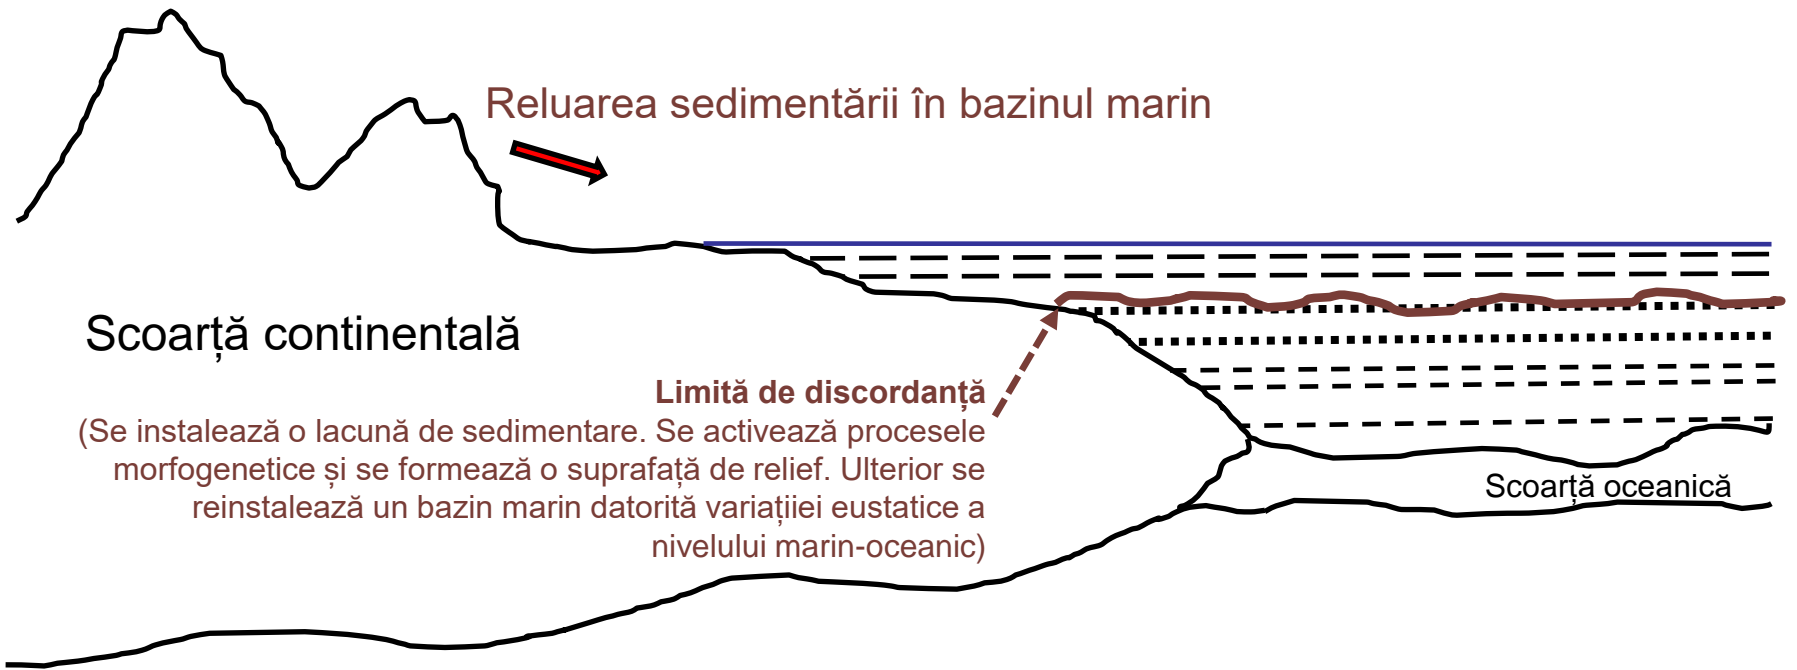 Reluarea sedimentării în bazinul marin
Scoarță continentală
Limită de discordanță
(Se instalează o lacună de sedimentare. Se activează procesele
morfogenetice și se formează o suprafață de relief. Ulterior se
reinstalează un bazin marin datorită variațiiei eustatice a
nivelului marin-oceanic)
Scoarță oceanică